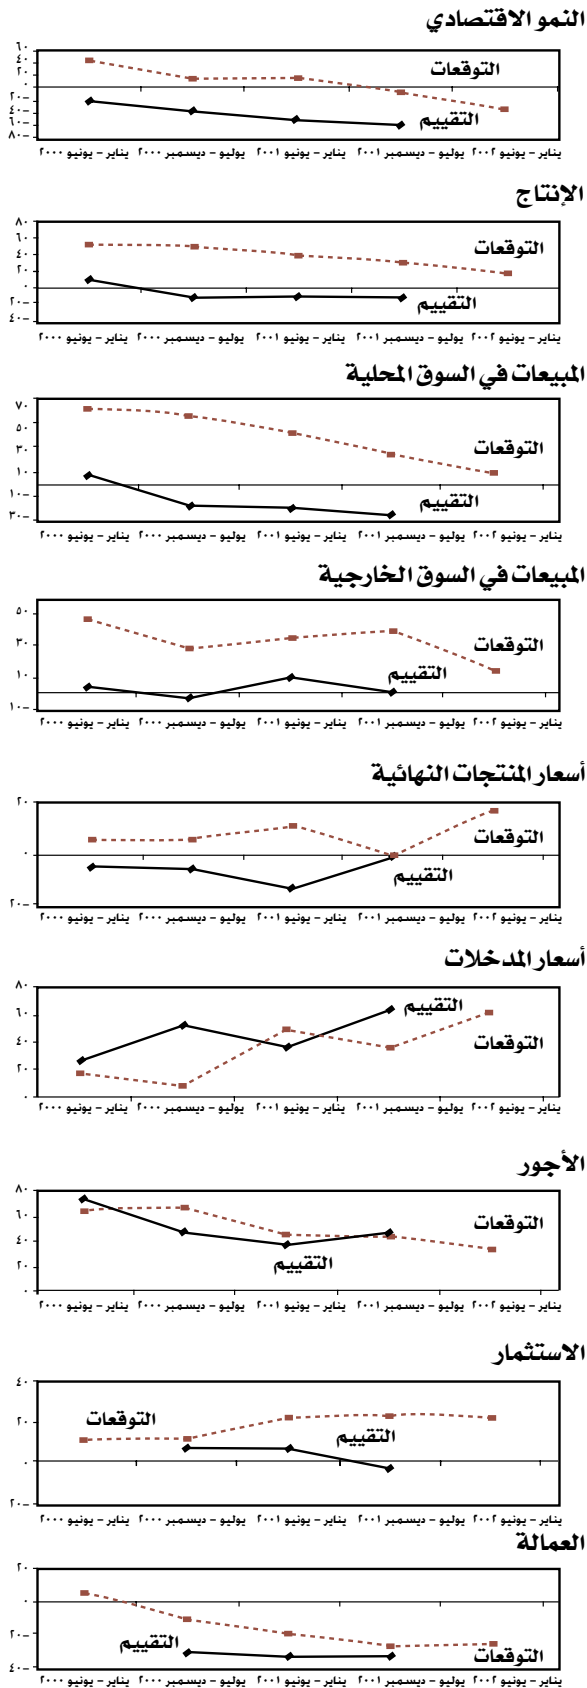 النمو الاقتصادي
٦٠
٤٠
٢٠
٠
٢٠−
٤٠−
٦٠−
٨٠−
التوقعات
التقييم
يناير - يونيو ٢٠٠٠ يوليو - ديسمبر ٢٠٠٠ يناير - يونيو ٢٠٠١ يوليو - ديسمبر ٢٠٠١ يناير - يونيو ٢٠٠٢
الإنتاج
٨٠
٦٠
٤٠
٢٠
٠
٢٠−
٤٠−
التوقعات
التقييم
يناير - يونيو ٢٠٠٠ يوليو - ديسمبر ٢٠٠٠ يناير - يونيو ٢٠٠١ يوليو - ديسمبر ٢٠٠١ يناير - يونيو ٢٠٠٢
المبيعات في السوق المحلية
٧٠
٥٠
٣٠
١٠
١٠−
٣٠−
التوقعات
التقييم
يناير - يونيو ٢٠٠٠ يوليو - ديسمبر ٢٠٠٠ يناير - يونيو ٢٠٠١ يوليو - ديسمبر ٢٠٠١ يناير - يونيو ٢٠٠٢
المبيعات في السوق الخارجية
٥٠
٣٠
١٠
١٠−
التوقعات
التقييم
يناير - يونيو ٢٠٠٠ يوليو - ديسمبر ٢٠٠٠ يناير - يونيو ٢٠٠١ يوليو - ديسمبر ٢٠٠١ يناير - يونيو ٢٠٠٢
أسعار المنتجات النهائية
٢٠
٠
٢٠−
التوقعات
التقييم
يناير - يونيو ٢٠٠٠ يوليو - ديسمبر ٢٠٠٠ يناير - يونيو ٢٠٠١ يوليو - ديسمبر ٢٠٠١ يناير - يونيو ٢٠٠٢
أسعار المدخلات
٨٠
٦٠
٤٠
٢٠
٠
التقييم
التوقعات
يناير - يونيو ٢٠٠٠ يوليو - ديسمبر ٢٠٠٠ يناير - يونيو ٢٠٠١ يوليو - ديسمبر ٢٠٠١ يناير - يونيو ٢٠٠٢
الأجور
٨٠
٦٠
٤٠
٢٠
٠
التوقعات
التقييم
يناير - يونيو ٢٠٠٠ يوليو - ديسمبر ٢٠٠٠ يناير - يونيو ٢٠٠١ يوليو - ديسمبر ٢٠٠١ يناير - يونيو ٢٠٠٢
الاستثمار
٤٠
٢٠
٠
٢٠−
التوقعات
التقييم
يناير - يونيو ٢٠٠٠ يوليو - ديسمبر ٢٠٠٠ يناير - يونيو ٢٠٠١ يوليو - ديسمبر ٢٠٠١ يناير - يونيو ٢٠٠٢
العمالة
٢٠
٠
٢٠−
٤٠−
التقييم
التوقعات
يناير - يونيو ٢٠٠٠ يوليو - ديسمبر ٢٠٠٠ يناير - يونيو ٢٠٠١ يوليو - ديسمبر ٢٠٠١ يناير - يونيو ٢٠٠٢